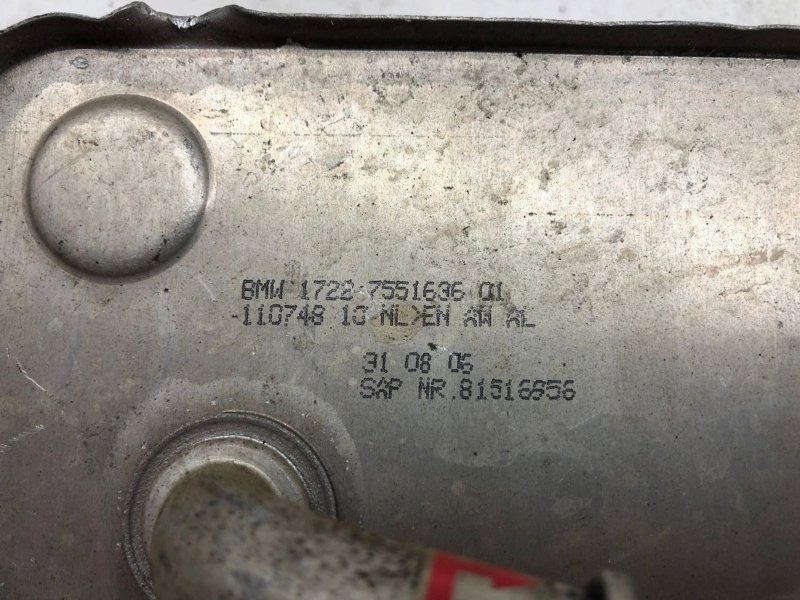 BMW 1722-7551636 01
-110748 10 NL>EN AW AL
31 08 06
SAP NR.81516656